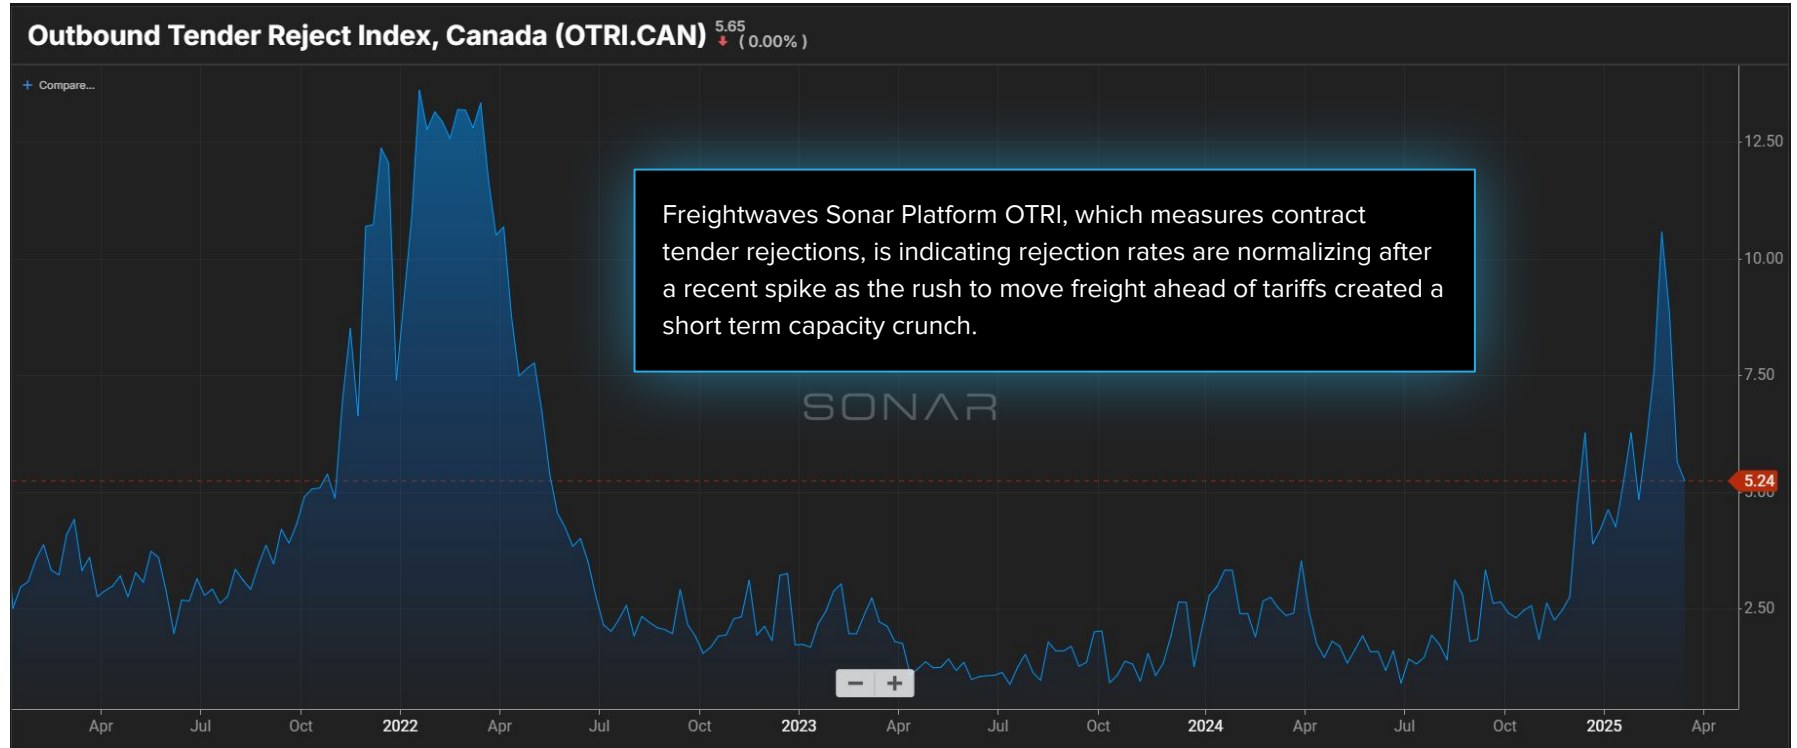 Outbound Tender Reject Index, Canada (OTRI.CAN) 5.65 (0.00%)
+ Compare...
12.50
Freightwaves Sonar Platform OTRI, which measures contract
tender rejections, is indicating rejection rates are normalizing after
a recent spike as the rush to move freight ahead of tariffs created a
short term capacity crunch.
10.00
7.50
SONAR
5.24
5.00
2.50
− +
Apr Jul Oct 2022 Apr Jul Oct 2023 Apr Jul Oct 2024 Apr Jul Oct 2025 Apr